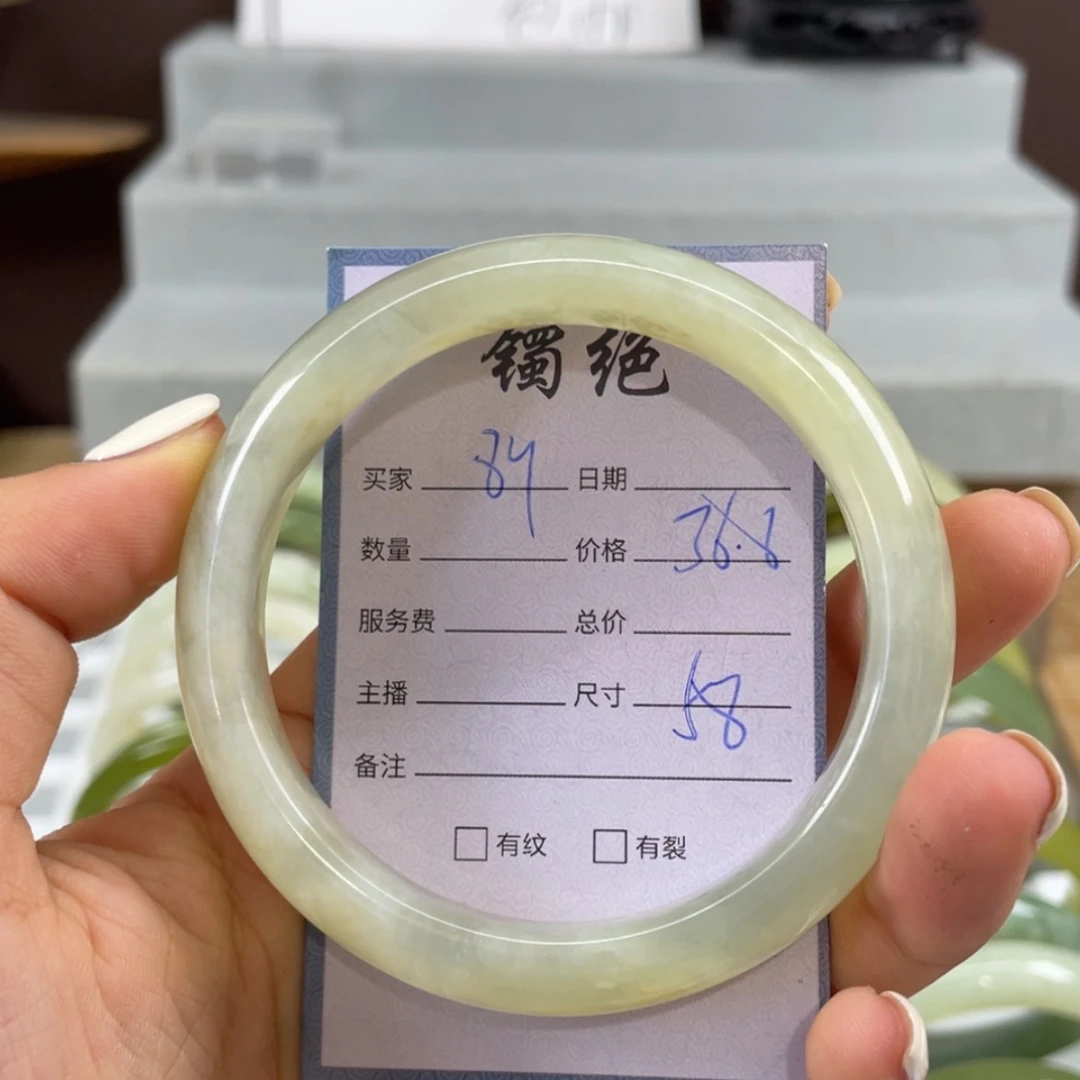 镯绝
买家 84 日期
数量 价格 36.8
服务费 总价
主播 尺寸 58
备注
有纹 有裂